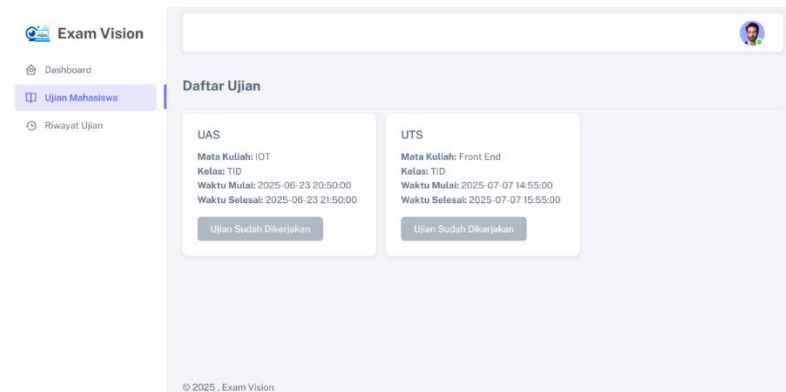 Exam Vision
Dashboard
Ujian Mahasiswa
Riwayat Ujian
Daftar Ujian
UAS
Mata Kuliah: IOT
Kelas: TID
Waktu Mulai: 2025-06-23 20:50:00
Waktu Selesai: 2025-06-23 21:50:00
Ujian Sudah Dikerjakan
UTS
Mata Kuliah: Front End
Kelas: TID
Waktu Mulai: 2025-07-07 14:55:00
Waktu Selesai: 2025-07-07 15:55:00
Ujian Sudah Dikerjakan
© 2025 , Exam Vision